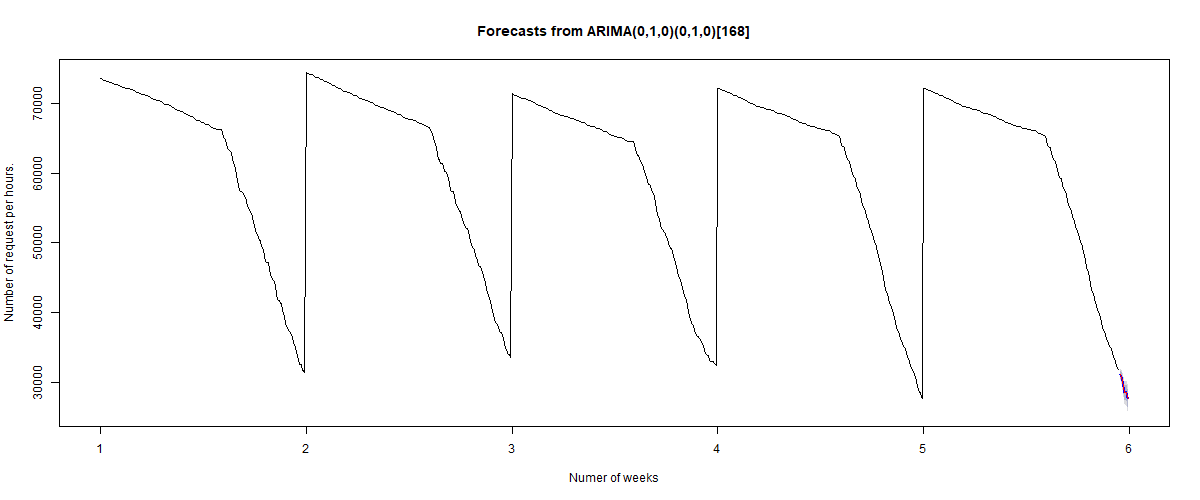 Forecasts from ARIMA(0,1,0)(0,1,0)[168]
Number of request per hours.
70000
60000
50000
40000
30000
1 2 3 4 5 6
Numer of weeks